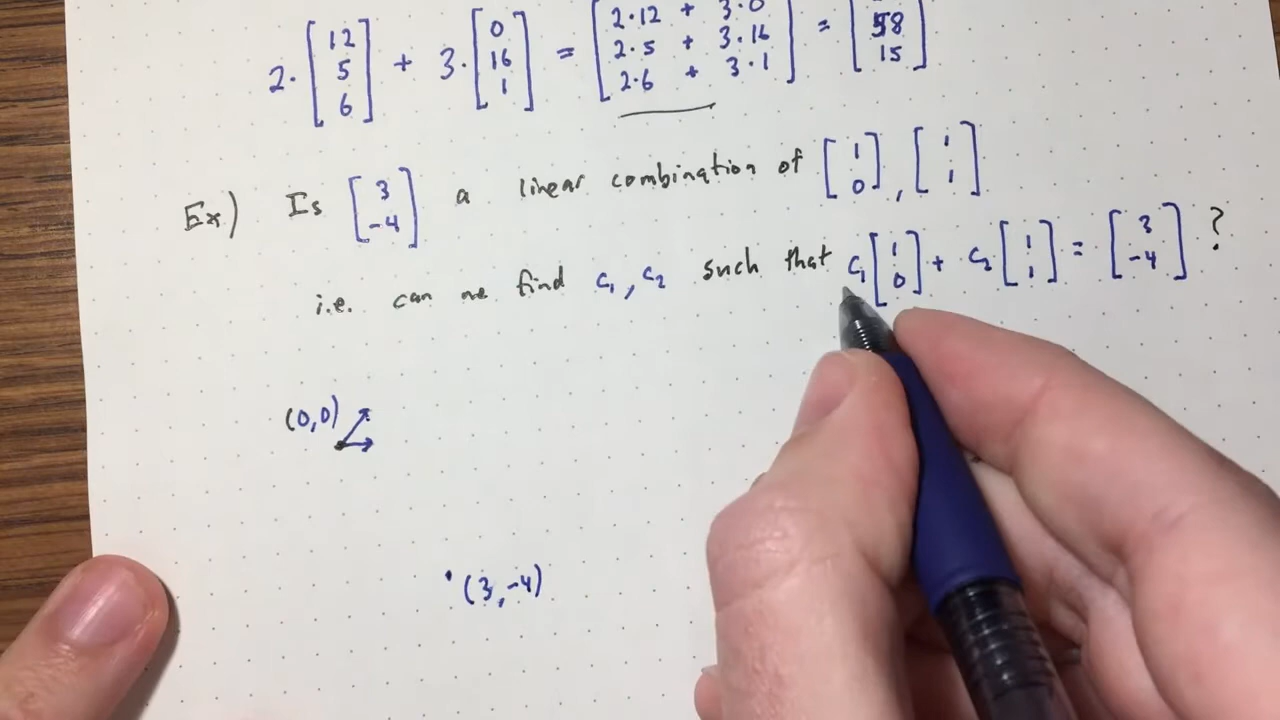 2·[12 5 6] + 3·[0 16 1] = [2·12 + 3·0 2·5 + 3·16 2·6 + 3·1] = [58 15]
Ex) Is [3 -4] a linear combination of [1 0], [1 1]
i.e. can we find c₁, c₂ such that c₁[1 0] + c₂[1 1] = [3 -4] ?
(0,0)
(3,-4)